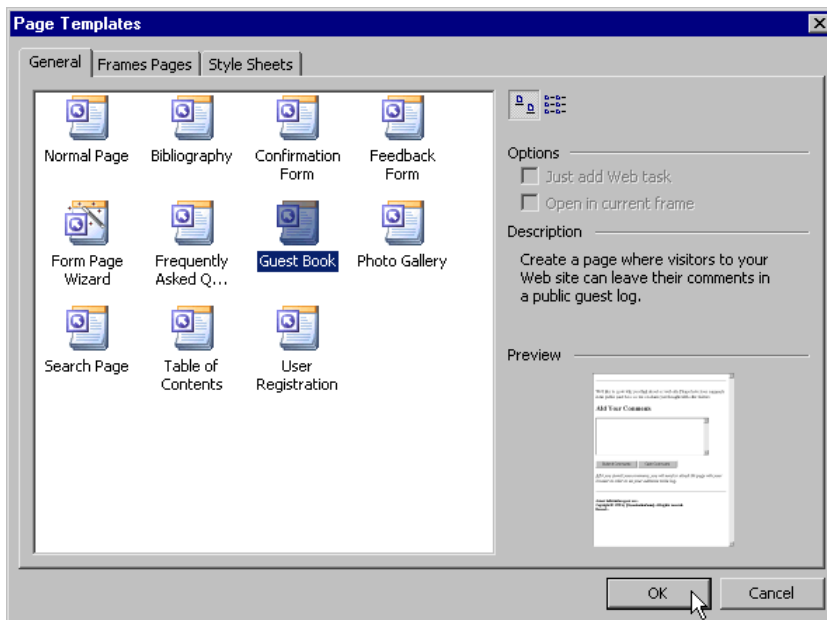 Page Templates
General
Frames Pages
Style Sheets
Normal Page
Bibliography
Confirmation
Form
Feedback
Form
Form Page
Wizard
Frequently
Asked Q...
Guest Book
Photo Gallery
Search Page
Table of
Contents
User
Registration
Options
Just add Web task
Open in current frame
Description
Create a page where visitors to your
Web site can leave their comments in
a public guest log.
Preview
Add Your Comments
OK
Cancel